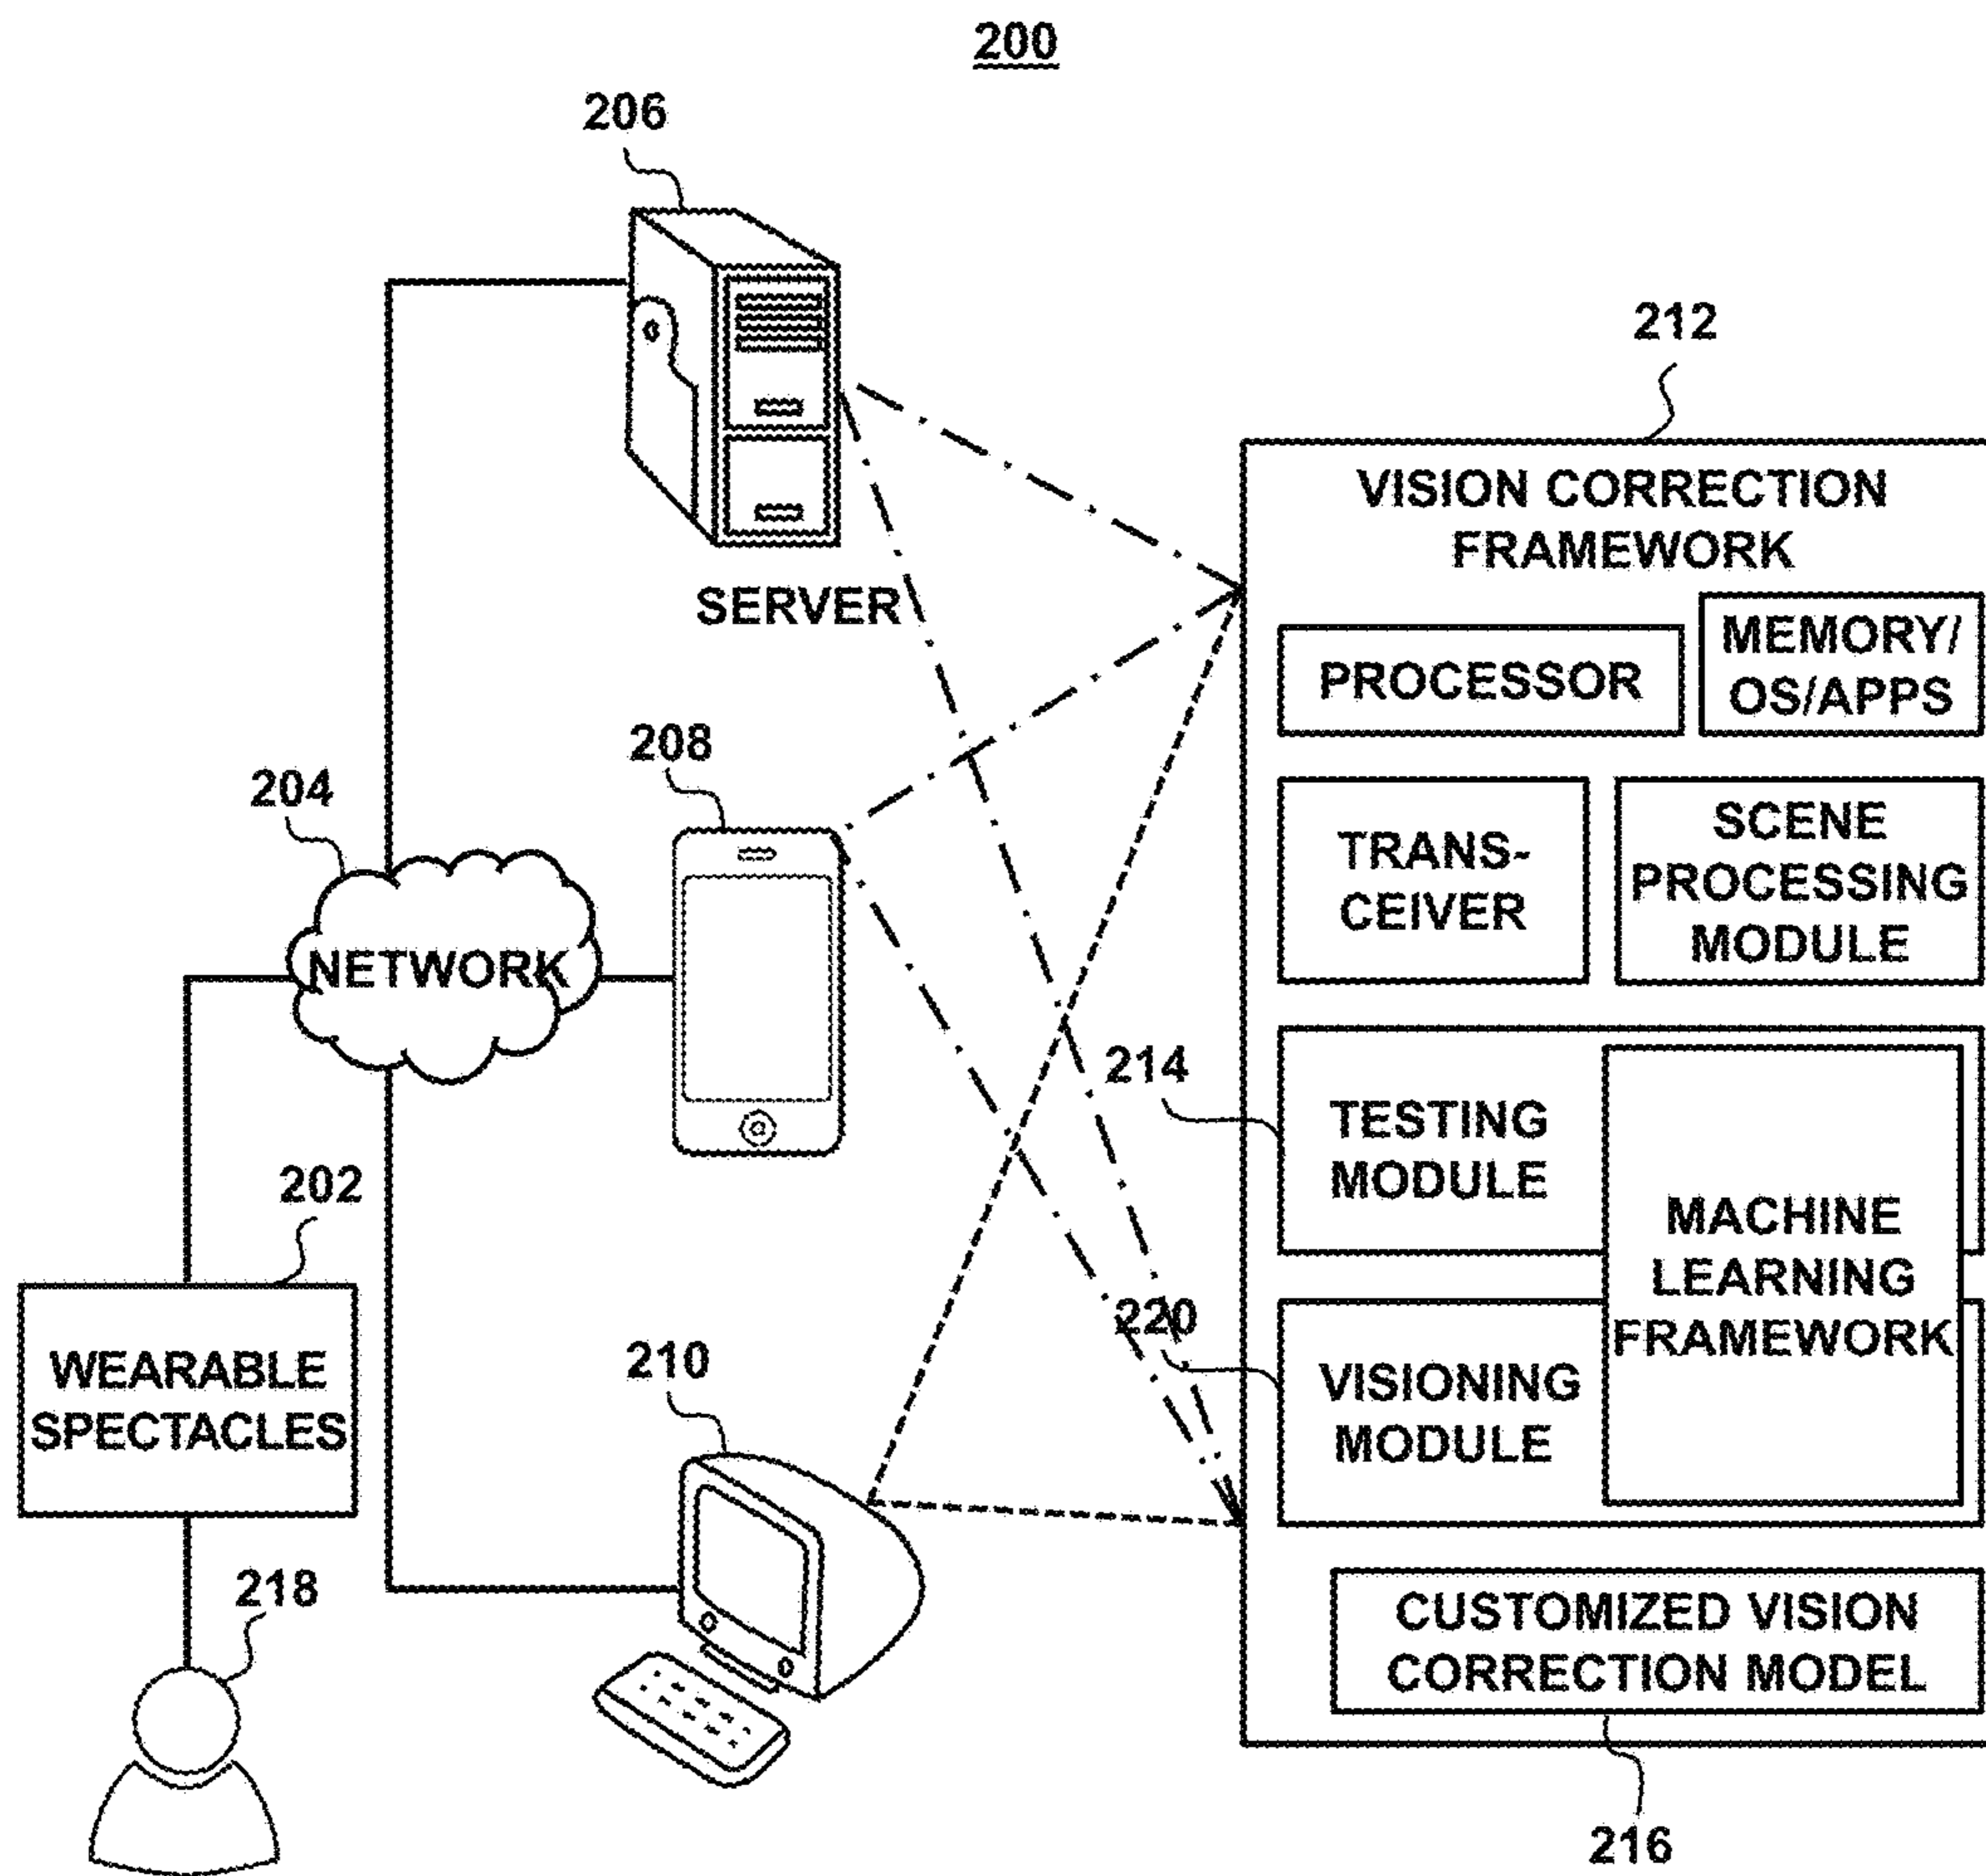 200
206
SERVER
208
204
NETWORK
202
WEARABLE
SPECTACLES
218
210
212
VISION CORRECTION
FRAMEWORK
PROCESSOR
MEMORY/
OS/APPS
TRANS-
CEIVER
SCENE
PROCESSING
MODULE
214
TESTING
MODULE
MACHINE
LEARNING
FRAMEWORK
220
VISIONING
MODULE
CUSTOMIZED VISION
CORRECTION MODEL
216